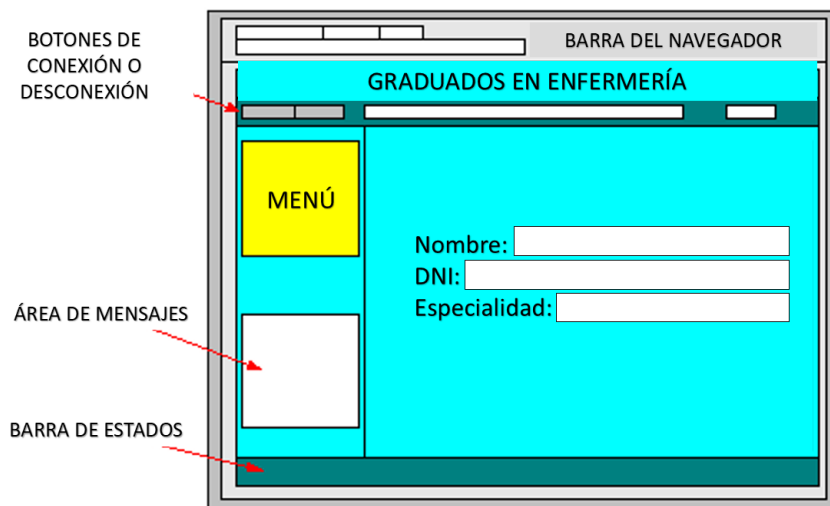 BOTONES DE
CONEXIÓN O
DESCONEXIÓN
BARRA DEL NAVEGADOR
GRADUADOS EN ENFERMERÍA
MENÚ
Nombre:
DNI:
Especialidad:
ÁREA DE MENSAJES
BARRA DE ESTADOS